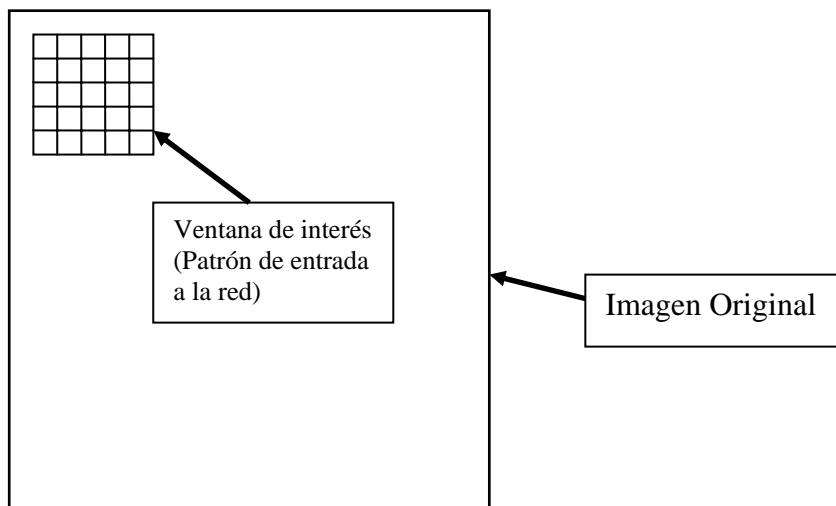 Ventana de interés
(Patrón de entrada
a la red)
Imagen Original